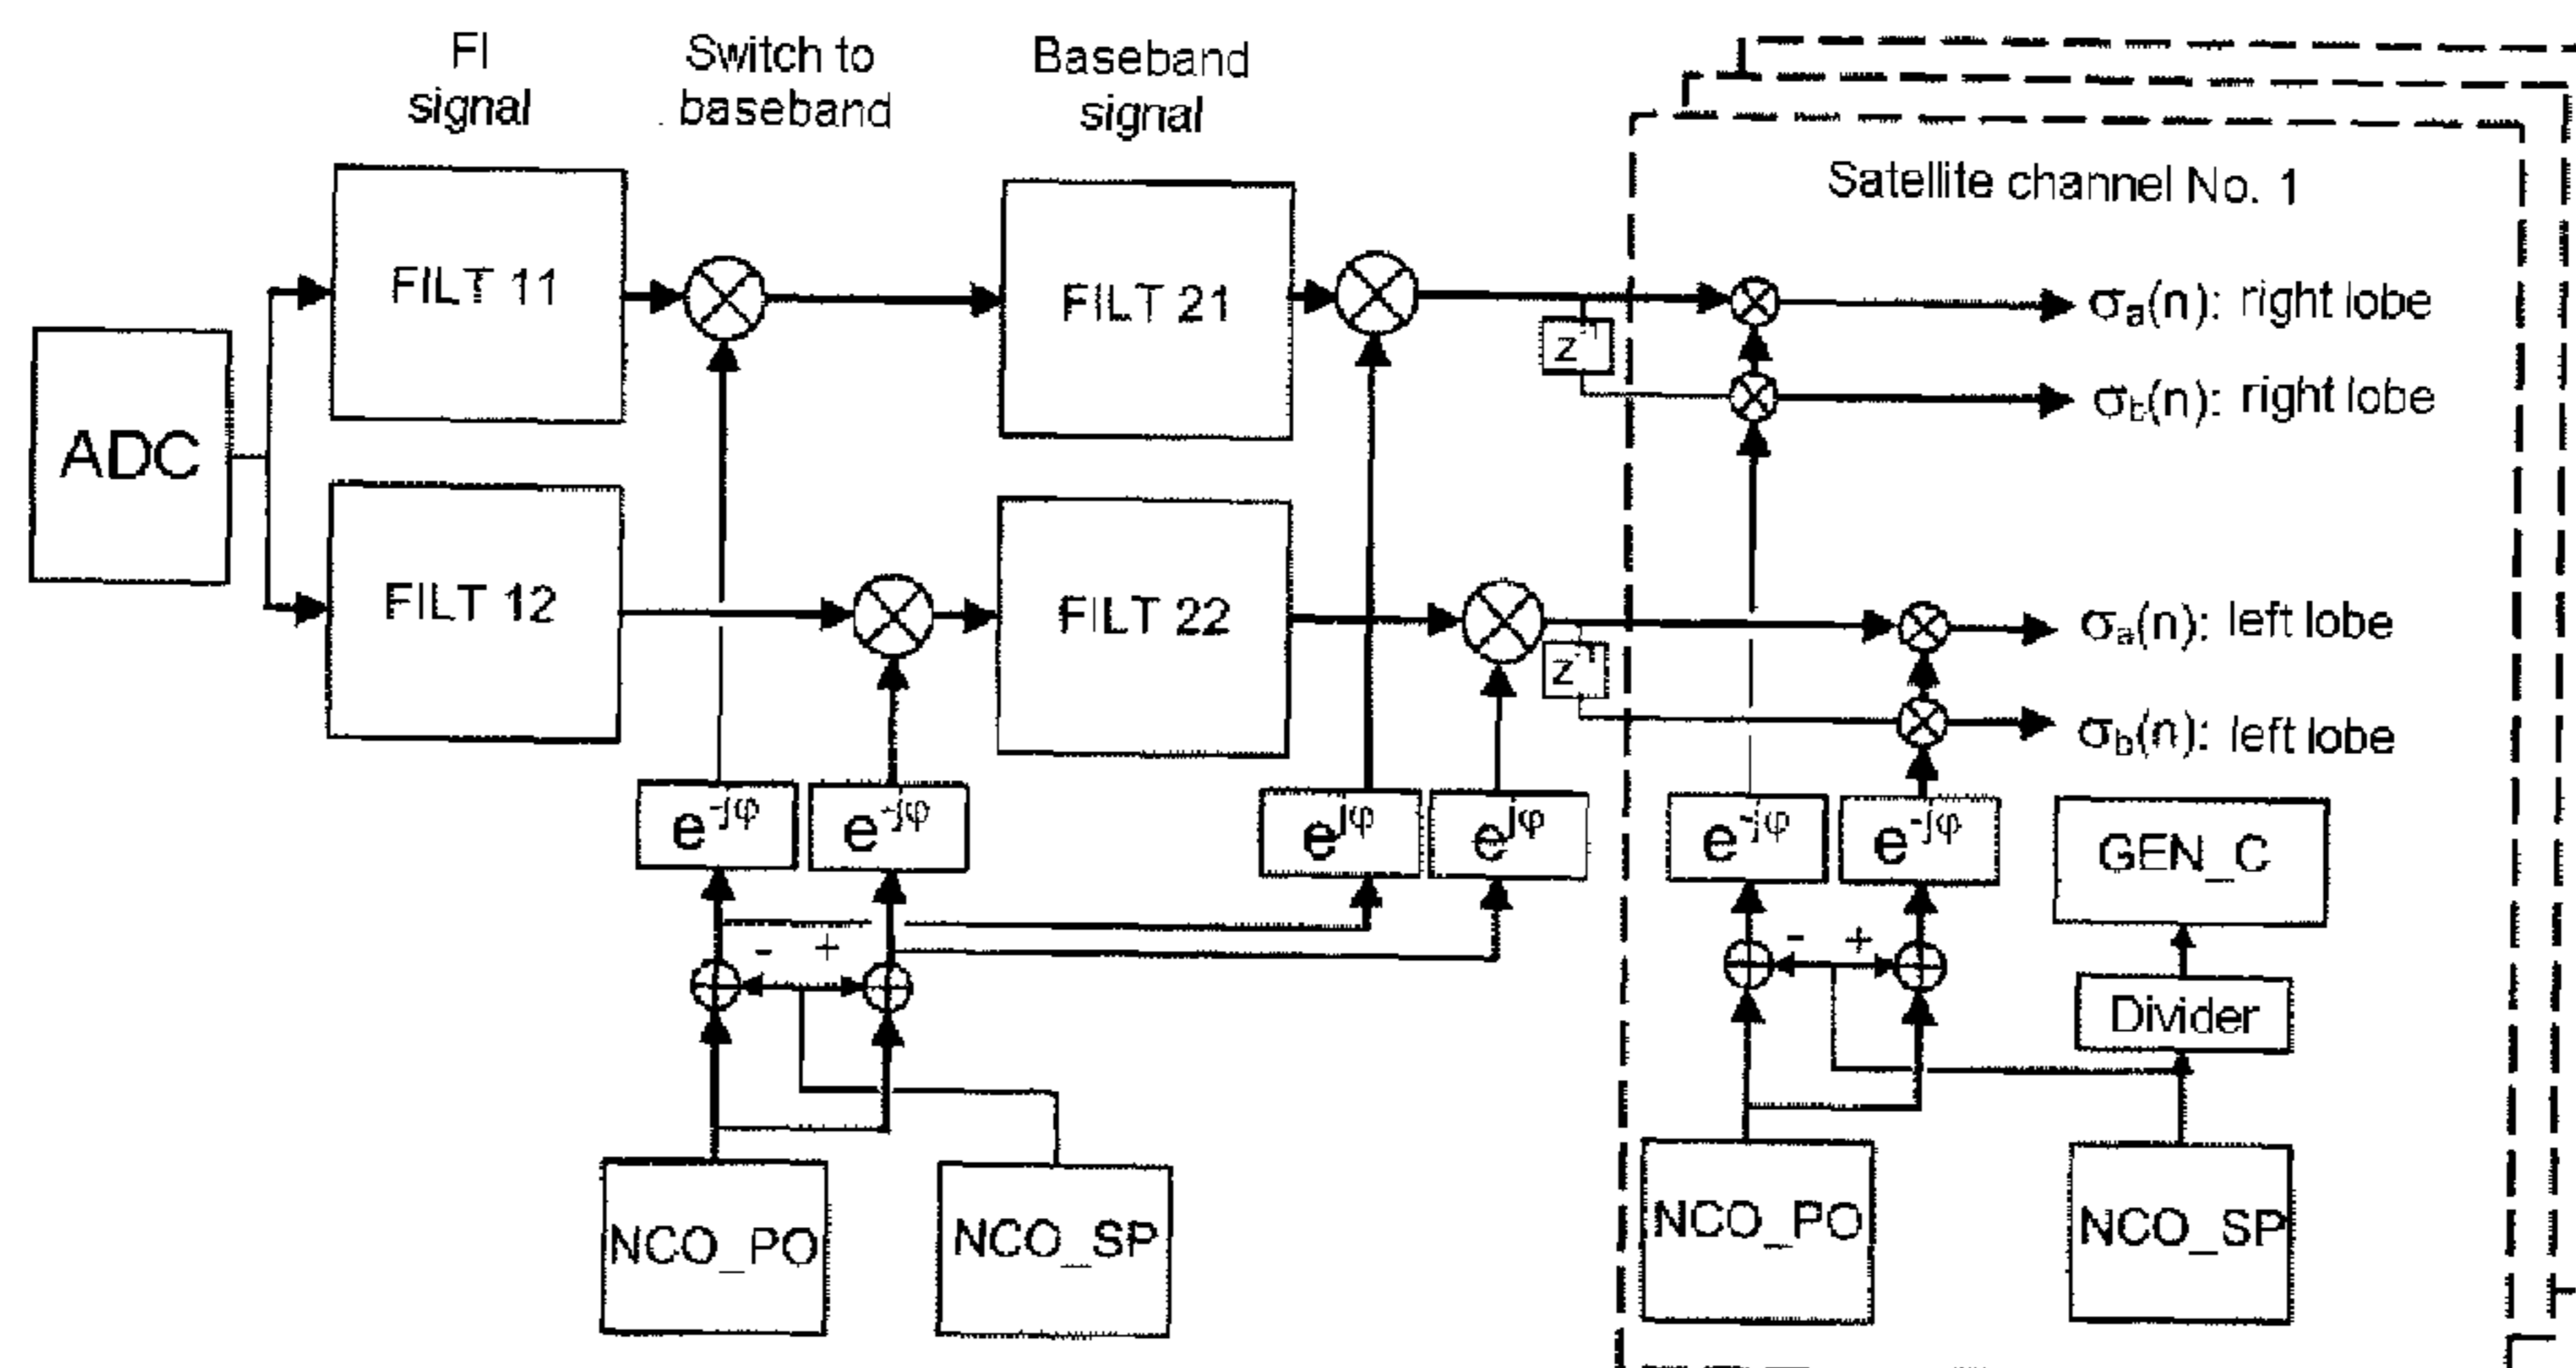 FI
signal
Switch to
baseband
Baseband
signal
Satellite channel No. 1
ADC
FILT 11
FILT 21
FILT 12
FILT 22
σa(n): right lobe
σb(n): right lobe
σa(n): left lobe
σb(n): left lobe
e-jφ
e-jφ
ejφ
ejφ
e-jφ
e-jφ
GEN_C
- +
- +
Divider
NCO_PO
NCO_SP
NCO_PO
NCO_SP